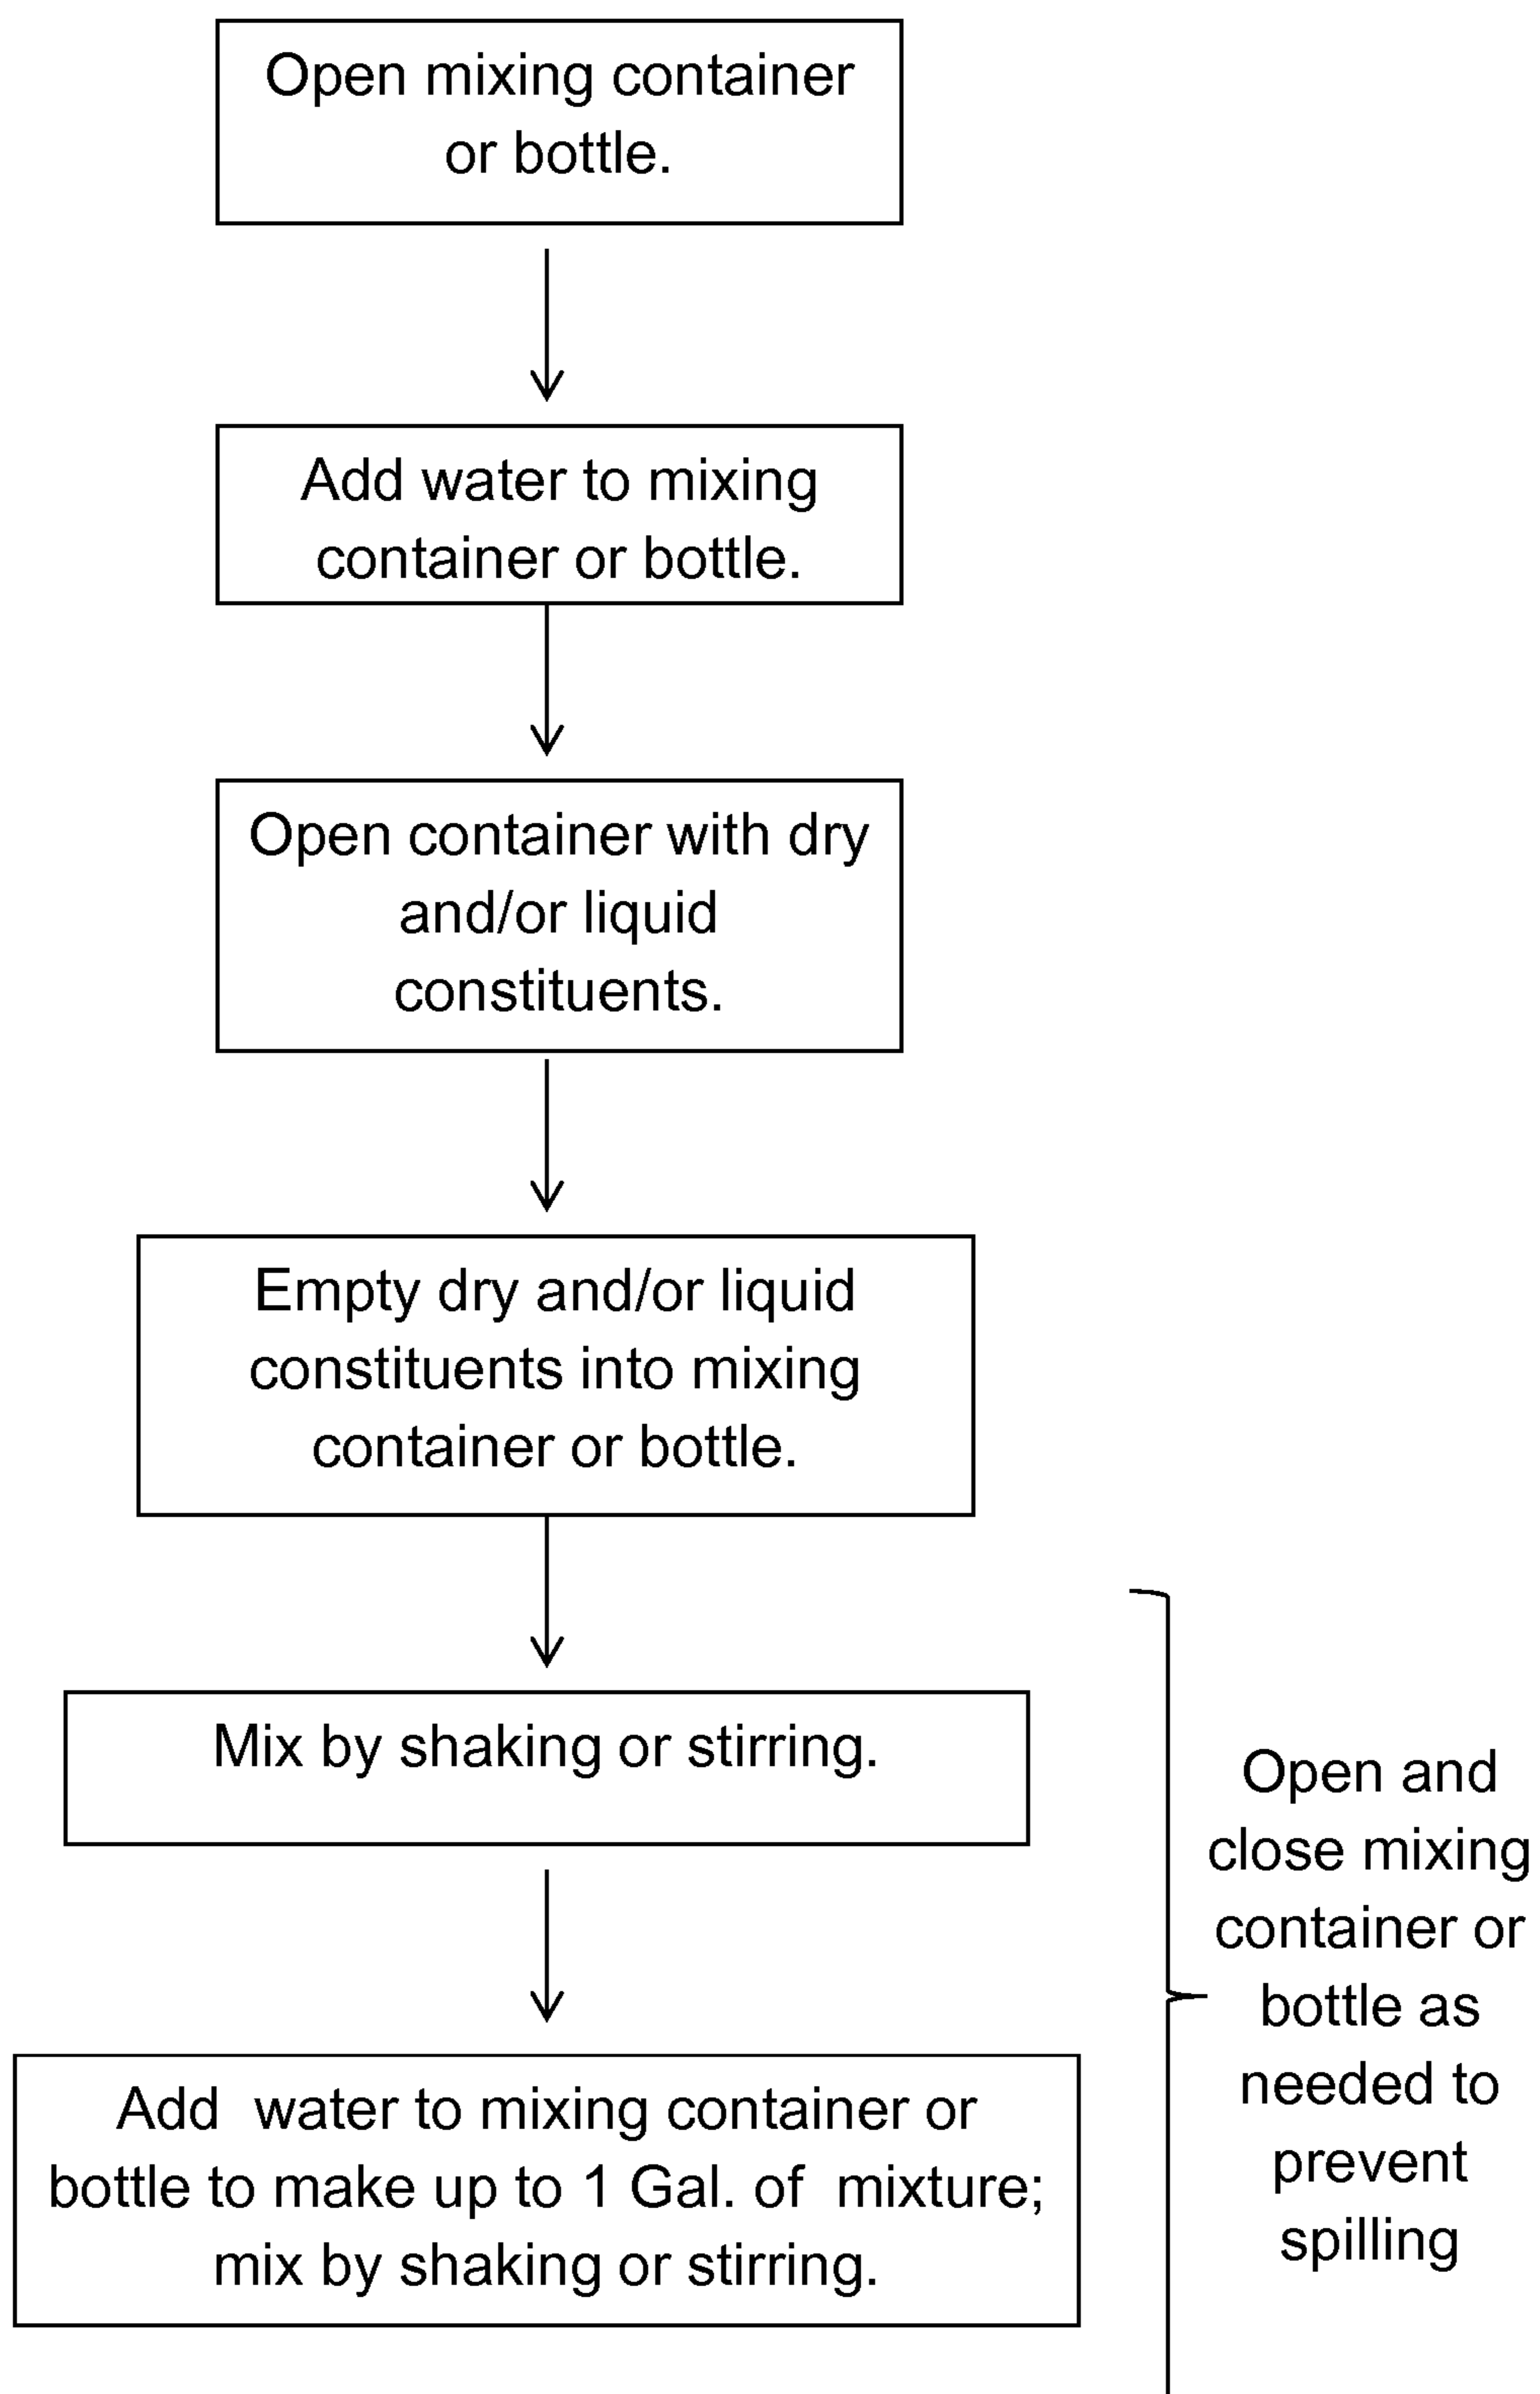 Open mixing container
or bottle.
Add water to mixing
container or bottle.
Open container with dry
and/or liquid
constituents.
Empty dry and/or liquid
constituents into mixing
container or bottle.
Mix by shaking or stirring.
Add  water to mixing container or
bottle to make up to 1 Gal. of  mixture;
mix by shaking or stirring.
Open and
close mixing
container or
bottle as
needed to
prevent
spilling